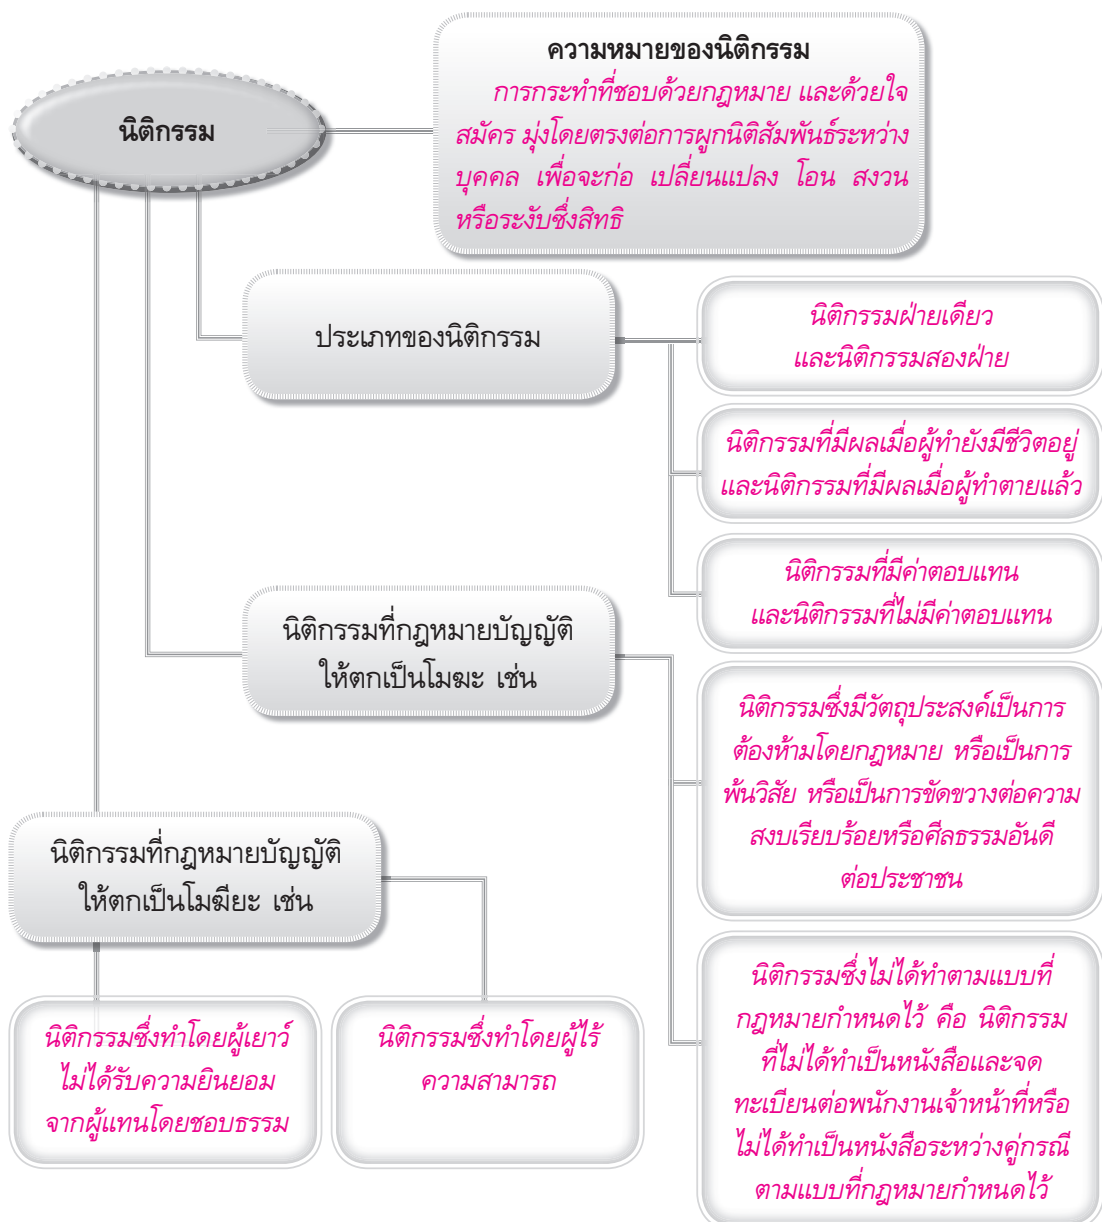 นิติกรรม
ความหมายของนิติกรรม
การกระทำที่ชอบด้วยกฎหมาย และด้วยใจ
สมัคร มุ่งโดยตรงต่อการผูกนิติสัมพันธ์ระหว่าง
บุคคล เพื่อจะก่อ เปลี่ยนแปลง โอน สงวน
หรือระงับซึ่งสิทธิ
ประเภทของนิติกรรม
นิติกรรมฝ่ายเดียว
และนิติกรรมสองฝ่าย
นิติกรรมที่มีผลเมื่อผู้ทำยังมีชีวิตอยู่
และนิติกรรมที่มีผลเมื่อผู้ทำตายแล้ว
นิติกรรมที่มีค่าตอบแทน
และนิติกรรมที่ไม่มีค่าตอบแทน
นิติกรรมที่กฎหมายบัญญัติ
ให้ตกเป็นโมฆะ เช่น
นิติกรรมซึ่งมีวัตถุประสงค์เป็นการ
ต้องห้ามโดยกฎหมาย หรือเป็นการ
พ้นวิสัย หรือเป็นการขัดขวางต่อความ
สงบเรียบร้อยหรือศีลธรรมอันดี
ต่อประชาชน
นิติกรรมซึ่งไม่ได้ทำตามแบบที่
กฎหมายกำหนดไว้ คือ นิติกรรม
ที่ไม่ได้ทำเป็นหนังสือและจด
ทะเบียนต่อพนักงานเจ้าหน้าที่หรือ
ไม่ได้ทำเป็นหนังสือระหว่างคู่กรณี
ตามแบบที่กฎหมายกำหนดไว้
นิติกรรมที่กฎหมายบัญญัติ
ให้ตกเป็นโมฆียะ เช่น
นิติกรรมซึ่งทำโดยผู้เยาว์
ไม่ได้รับความยินยอม
จากผู้แทนโดยชอบธรรม
นิติกรรมซึ่งทำโดยผู้ไร้
ความสามารถ